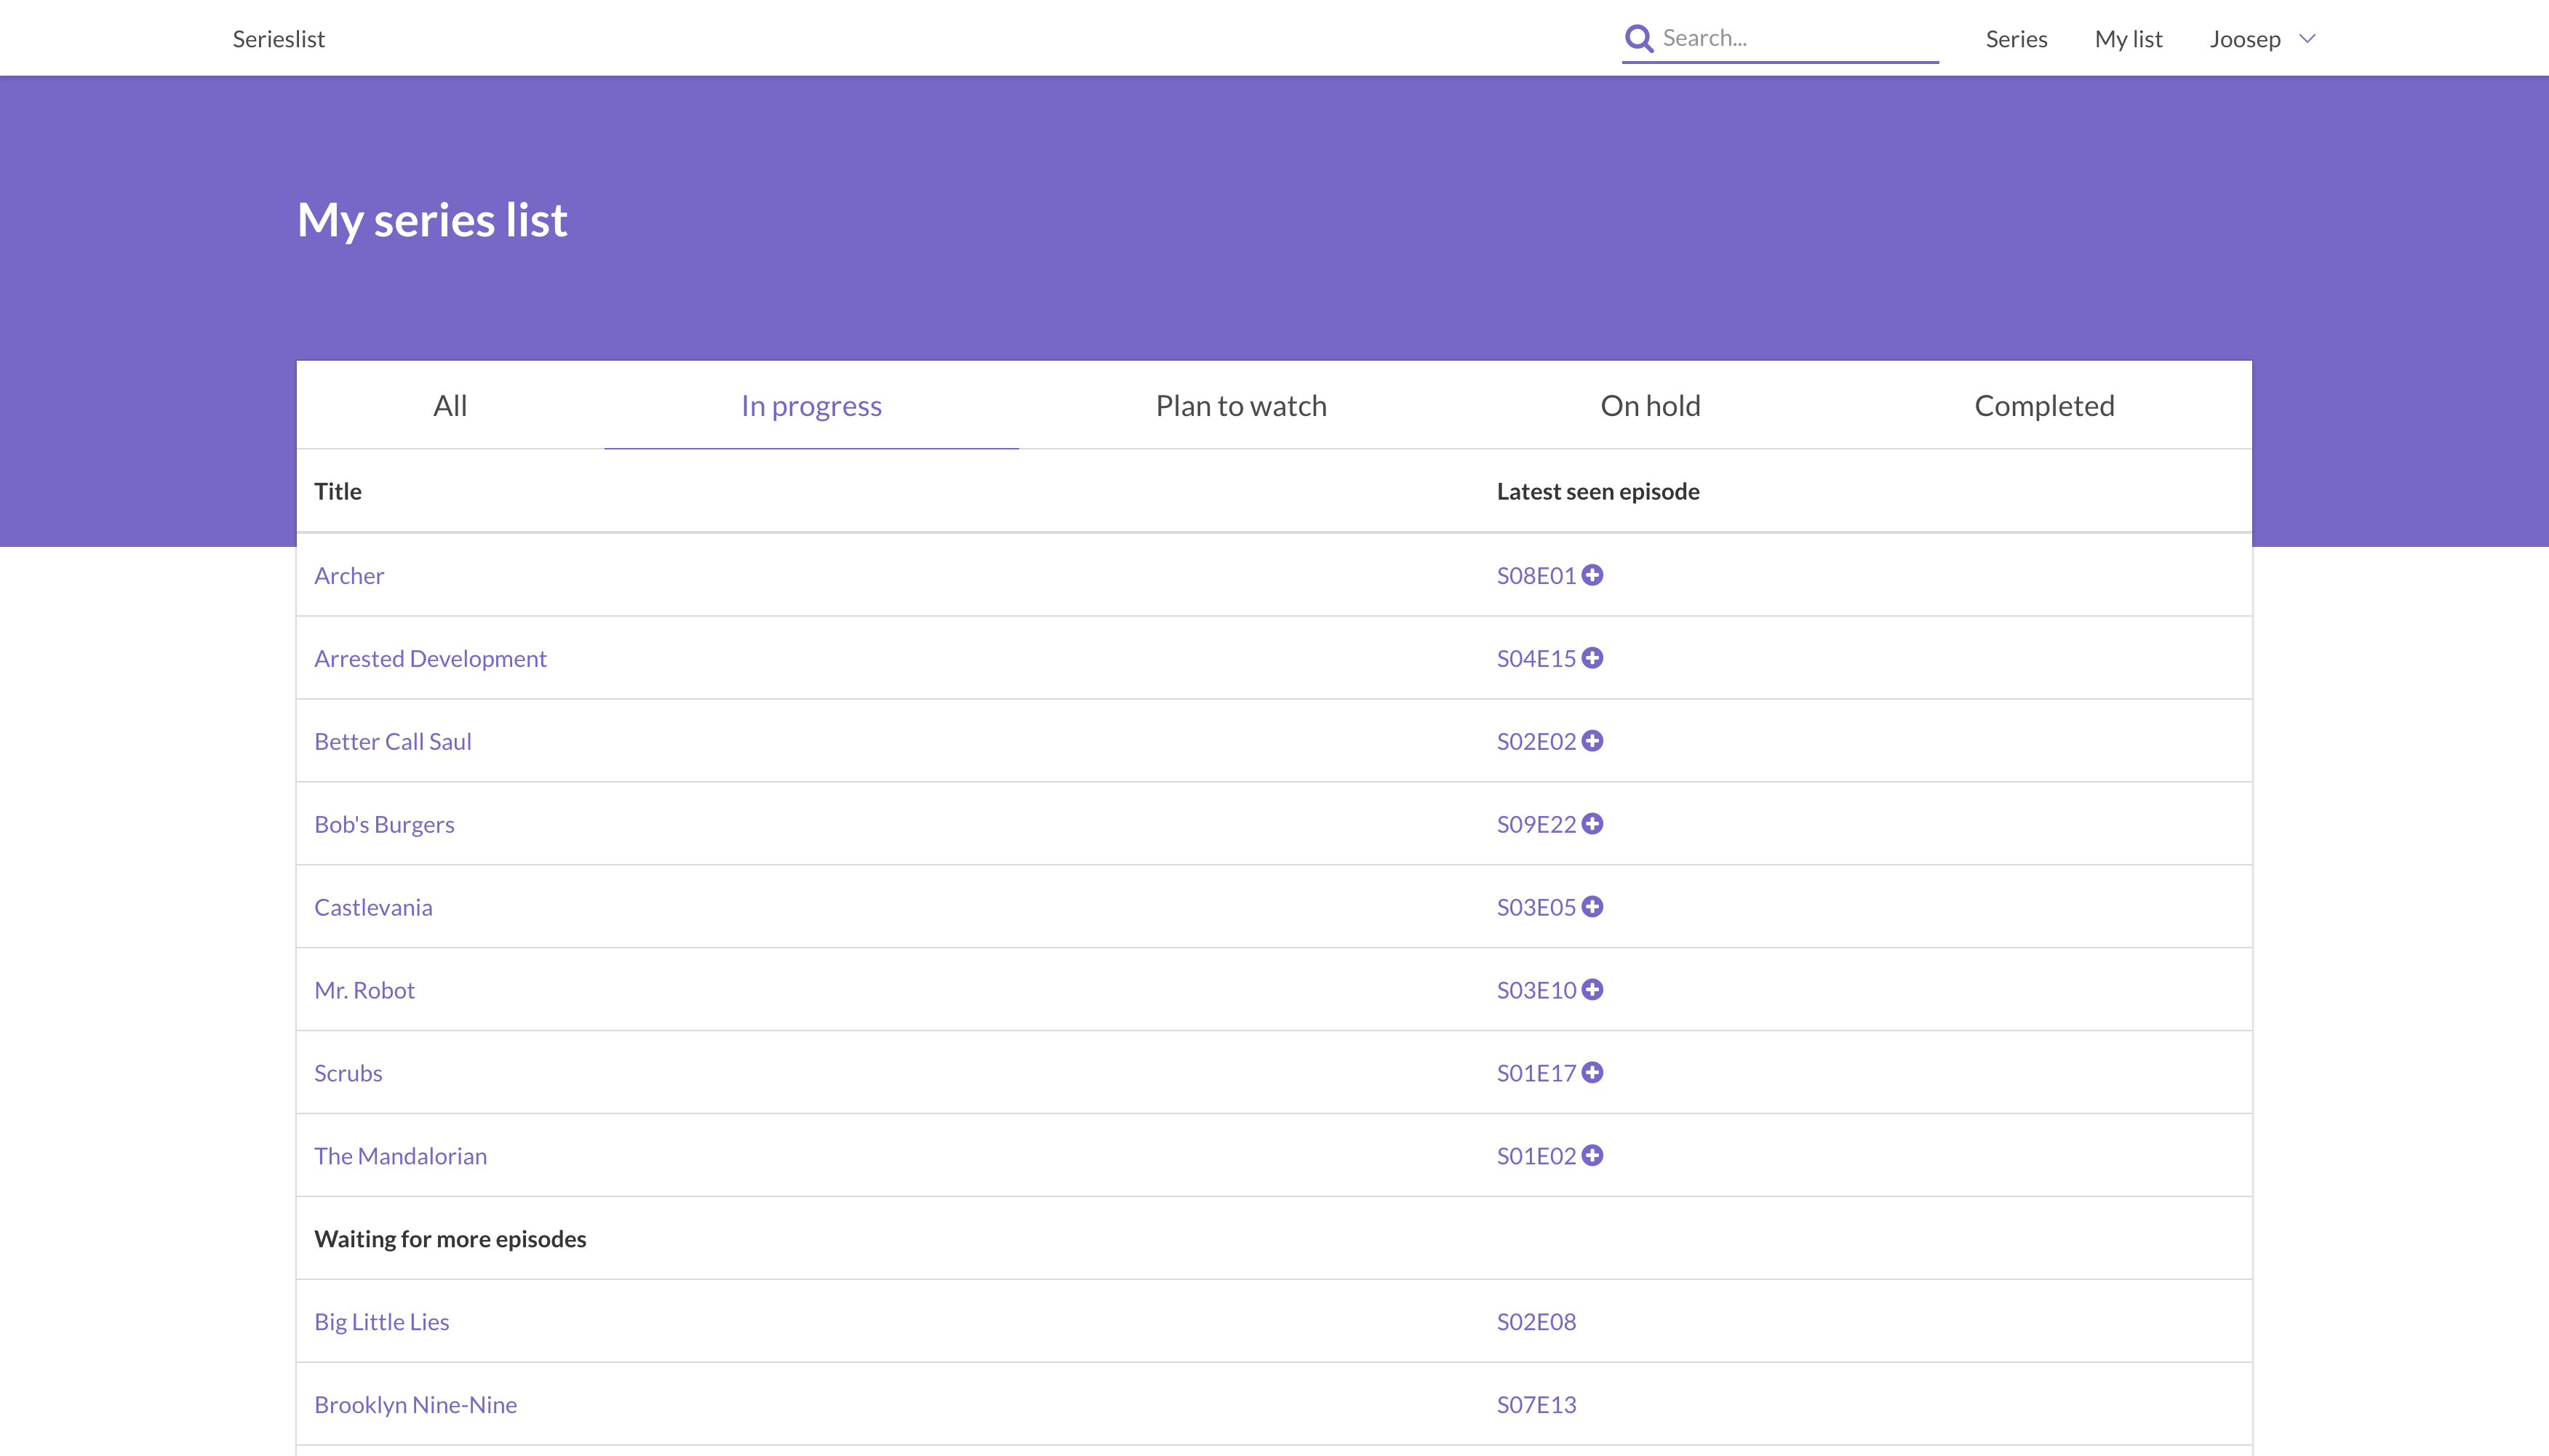 Serieslist
Search...
Series
My list
Joosep
My series list
All
In progress
Plan to watch
On hold
Completed
Title
Latest seen episode
Archer
S08E01
Arrested Development
S04E15
Better Call Saul
S02E02
Bob's Burgers
S09E22
Castlevania
S03E05
Mr. Robot
S03E10
Scrubs
S01E17
The Mandalorian
S01E02
Waiting for more episodes
Big Little Lies
S02E08
Brooklyn Nine-Nine
S07E13